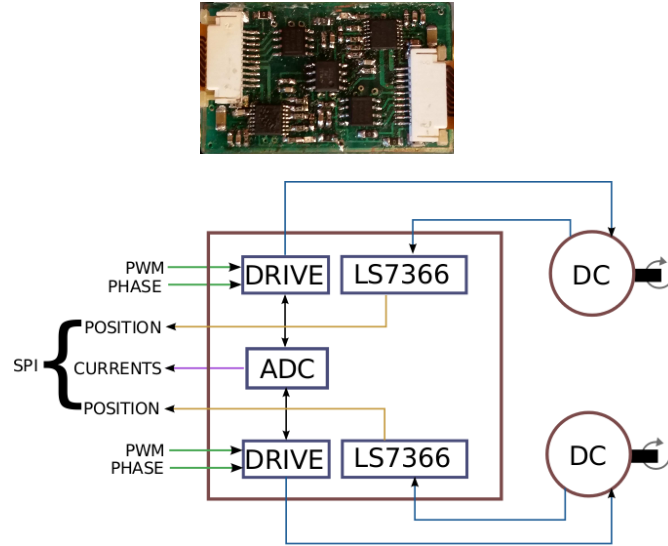 PWM
PHASE
DRIVE
LS7366
DC
POSITION
SPI
CURRENTS
ADC
POSITION
PWM
PHASE
DRIVE
LS7366
DC